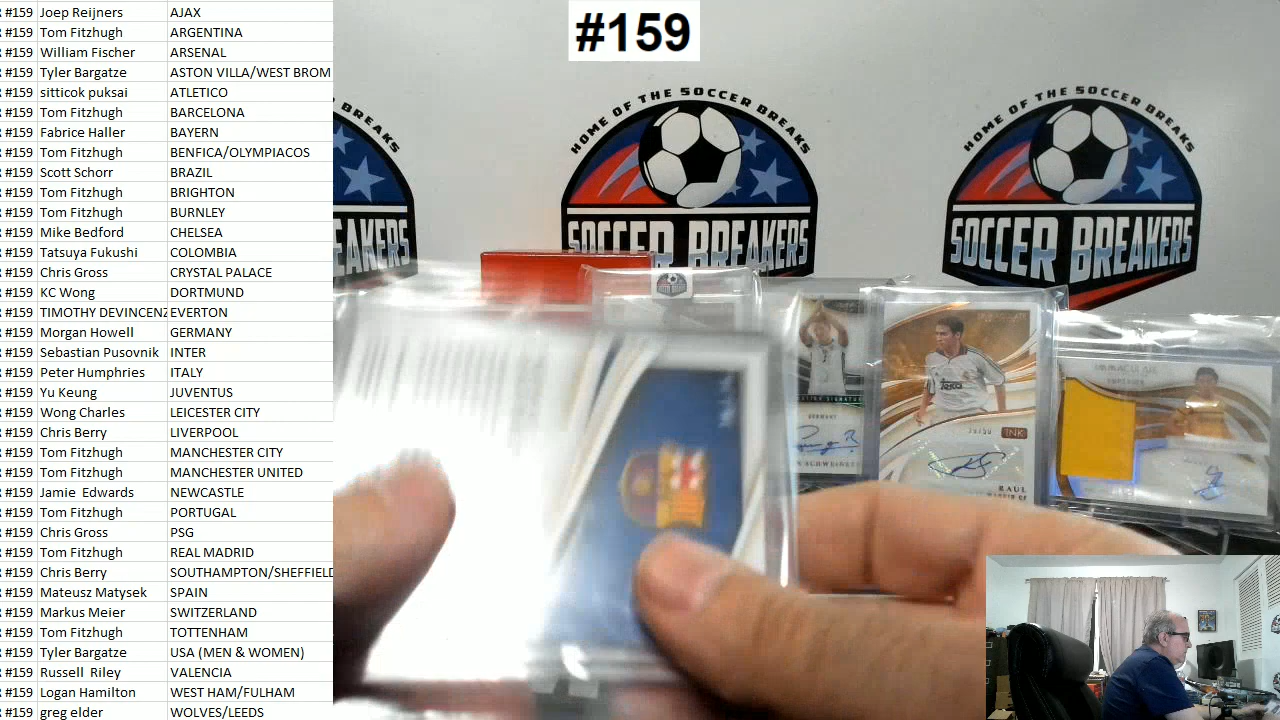 #159 Joep Reijners AJAX
#159 Tom Fitzhugh ARGENTINA
#159 William Fischer ARSENAL
#159 Tyler Bargatze ASTON VILLA/WEST BROM
#159 sitticok puksai ATLETICO
#159 Tom Fitzhugh BARCELONA
#159 Fabrice Haller BAYERN
#159 Tom Fitzhugh BENFICA/OLYMPIACOS
#159 Scott Schorr BRAZIL
#159 Tom Fitzhugh BRIGHTON
#159 Tom Fitzhugh BURNLEY
#159 Mike Bedford CHELSEA
#159 Tatsuya Fukushi COLOMBIA
#159 Chris Gross CRYSTAL PALACE
#159 KC Wong DORTMUND
#159 TIMOTHY DEVINCENZ EVERTON
#159 Morgan Howell GERMANY
#159 Sebastian Pusovnik INTER
#159 Peter Humphries ITALY
#159 Yu Keung JUVENTUS
#159 Wong Charles LEICESTER CITY
#159 Chris Berry LIVERPOOL
#159 Tom Fitzhugh MANCHESTER CITY
#159 Tom Fitzhugh MANCHESTER UNITED
#159 Jamie Edwards NEWCASTLE
#159 Tom Fitzhugh PORTUGAL
#159 Chris Gross PSG
#159 Tom Fitzhugh REAL MADRID
#159 Chris Berry SOUTHAMPTON/SHEFFIELD
#159 Mateusz Matysek SPAIN
#159 Markus Meier SWITZERLAND
#159 Tom Fitzhugh TOTTENHAM
#159 Tyler Bargatze USA (MEN & WOMEN)
#159 Russell Riley VALENCIA
#159 Logan Hamilton WEST HAM/FULHAM
#159 greg elder WOLVES/LEEDS
#159
BREAKS
EAKERS
HOME OF THE SOCCER BREAKS
SOCCER BREAKERS
HOME OF THE SOCCER BREAKS
SOCCER BREAKERS
GERMANY
teka
INK
RAUL
IMMACULATE